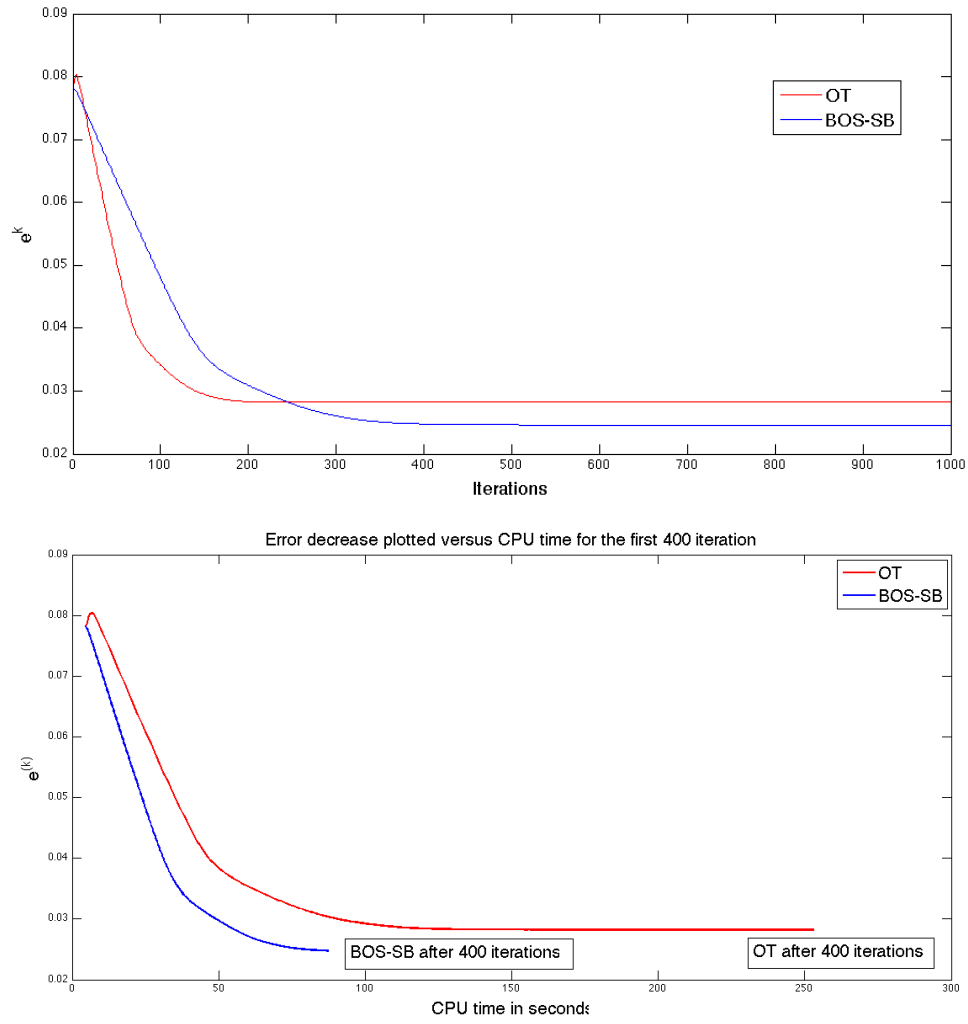 0.09
0.08
0.07
0.06
0.05
0.04
0.03
0.02
e^k
OT
BOS-SB
0 100 200 300 400 500 600 700 800 900 1000
Iterations
Error decrease plotted versus CPU time for the first 400 iteration
0.09
0.08
0.07
0.06
0.05
0.04
0.03
0.02
e^(k)
OT
BOS-SB
BOS-SB after 400 iterations
OT after 400 iterations
0 50 100 150 200 250 300
CPU time in seconds